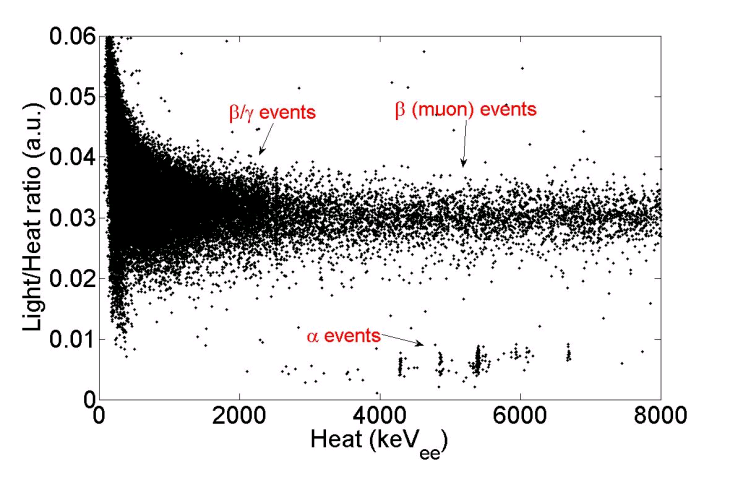 0.06
0.05
β/γ events
β (muon) events
0.04
0.03
0.02
0.01
α events
0
0
2000
4000
6000
8000
Light/Heat ratio (a.u.)
Heat (keVee)